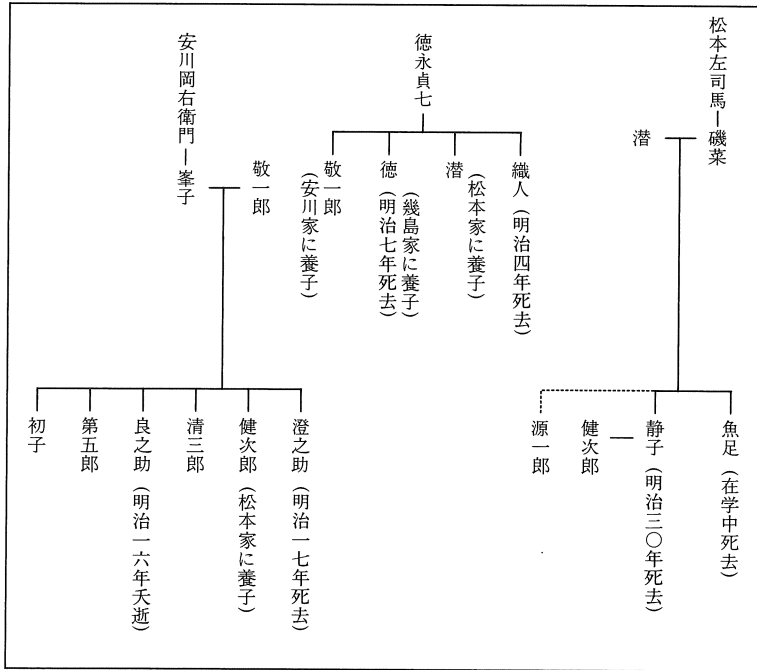 松本左司馬
磯菜
潜
魚足（在学中死去）
静子（明治三〇年死去）
健次郎
源一郎
徳永貞七
織人（明治四年死去）
潜
（松本家に養子）
徳（明治七年死去）
（幾島家に養子）
敬一郎
（安川家に養子）
安川岡右衛門
峯子
敬一郎
澄之助（明治一七年死去）
健次郎（松本家に養子）
清三郎
良之助（明治一六年夭逝）
第五郎
初子